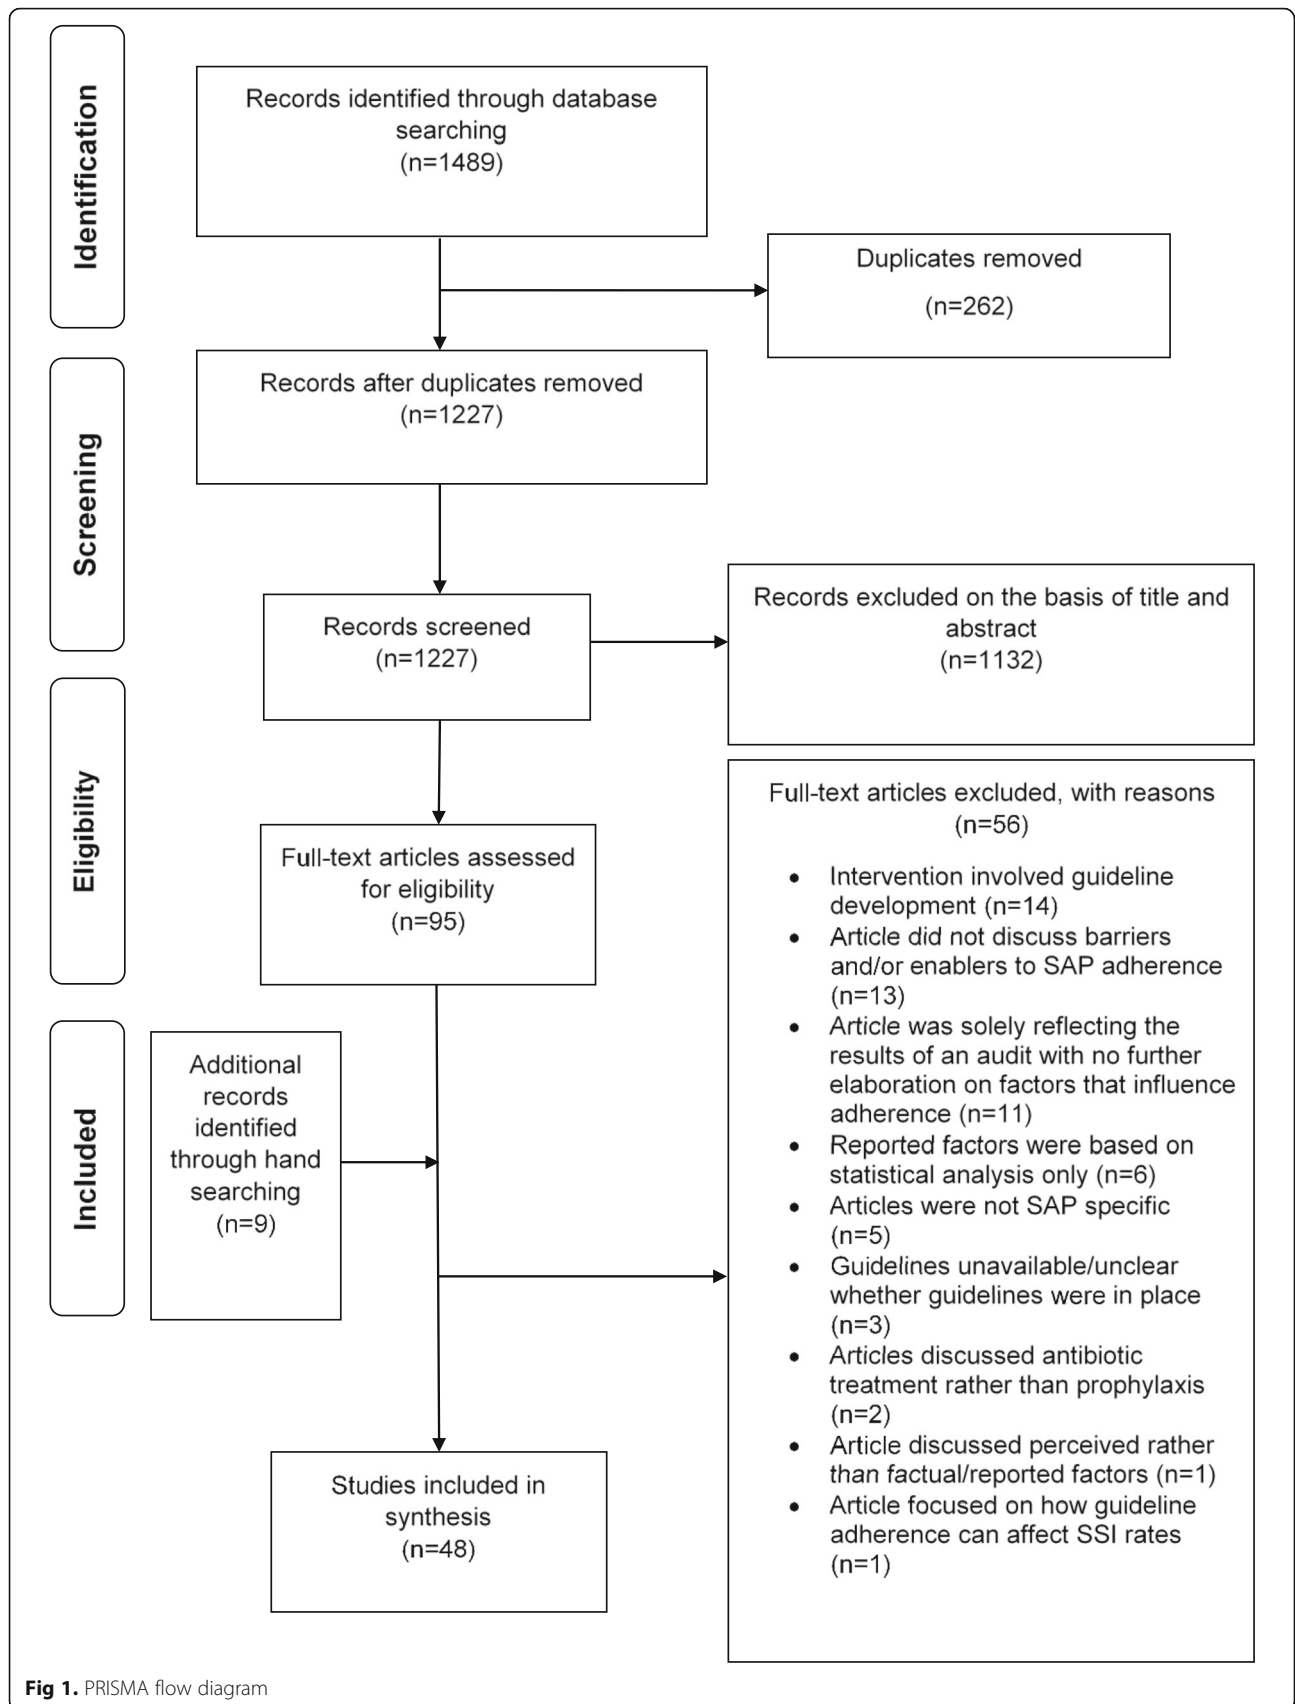 Identification
Records identified through database
searching
(n=1489)
Duplicates removed
(n=262)
Screening
Records after duplicates removed
(n=1227)
Records screened
(n=1227)
Records excluded on the basis of title and
abstract
(n=1132)
Eligibility
Full-text articles assessed
for eligibility
(n=95)
Full-text articles excluded, with reasons
(n=56)
• Intervention involved guideline
development (n=14)
• Article did not discuss barriers
and/or enablers to SAP adherence
(n=13)
• Article was solely reflecting the
results of an audit with no further
elaboration on factors that influence
adherence (n=11)
• Reported factors were based on
statistical analysis only (n=6)
• Articles were not SAP specific
(n=5)
• Guidelines unavailable/unclear
whether guidelines were in place
(n=3)
• Articles discussed antibiotic
treatment rather than prophylaxis
(n=2)
• Article discussed perceived rather
than factual/reported factors (n=1)
• Article focused on how guideline
adherence can affect SSI rates
(n=1)
Included
Additional
records
identified
through hand
searching
(n=9)
Studies included in
synthesis
(n=48)
Fig 1. PRISMA flow diagram